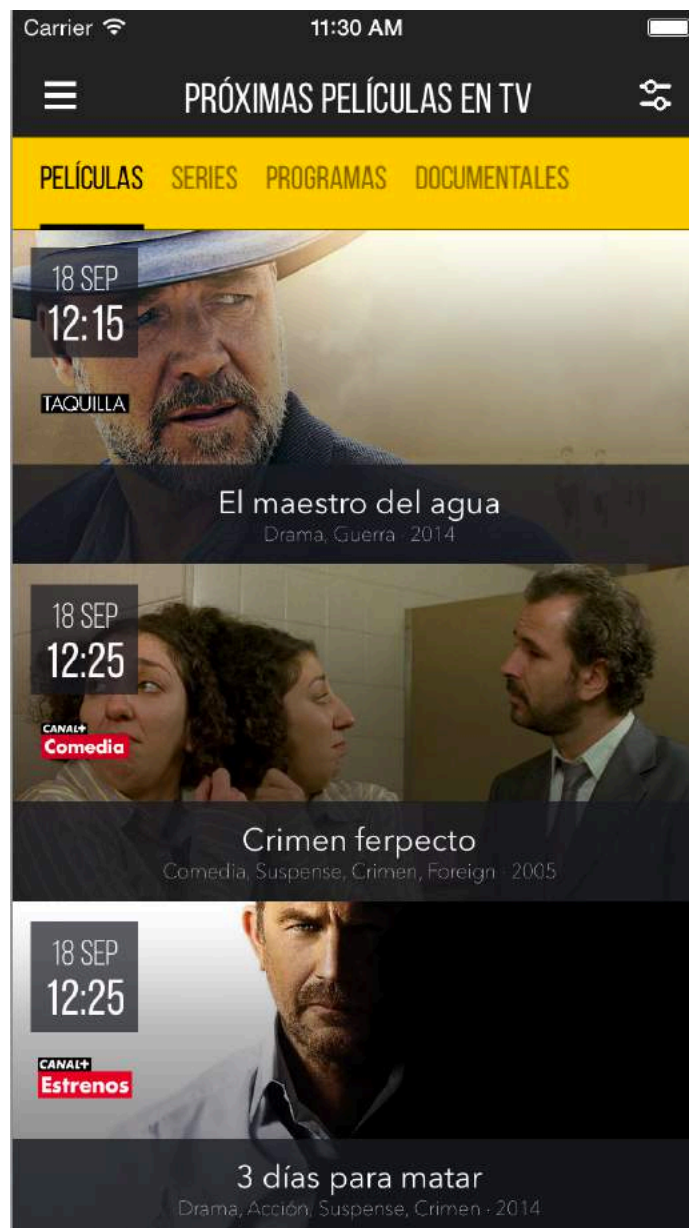 Carrier 11:30 AM
PRÓXIMAS PELÍCULAS EN TV
PELÍCULAS SERIES PROGRAMAS DOCUMENTALES
18 SEP
12:15
TAQUILLA
El maestro del agua
Drama, Guerra · 2014
18 SEP
12:25
CANAL+
Comedia
Crimen ferpecto
Comedia, Suspense, Crimen, Foreign · 2005
18 SEP
12:25
CANAL+
Estrenos
3 días para matar
Drama, Acción, Suspense, Crimen · 2014